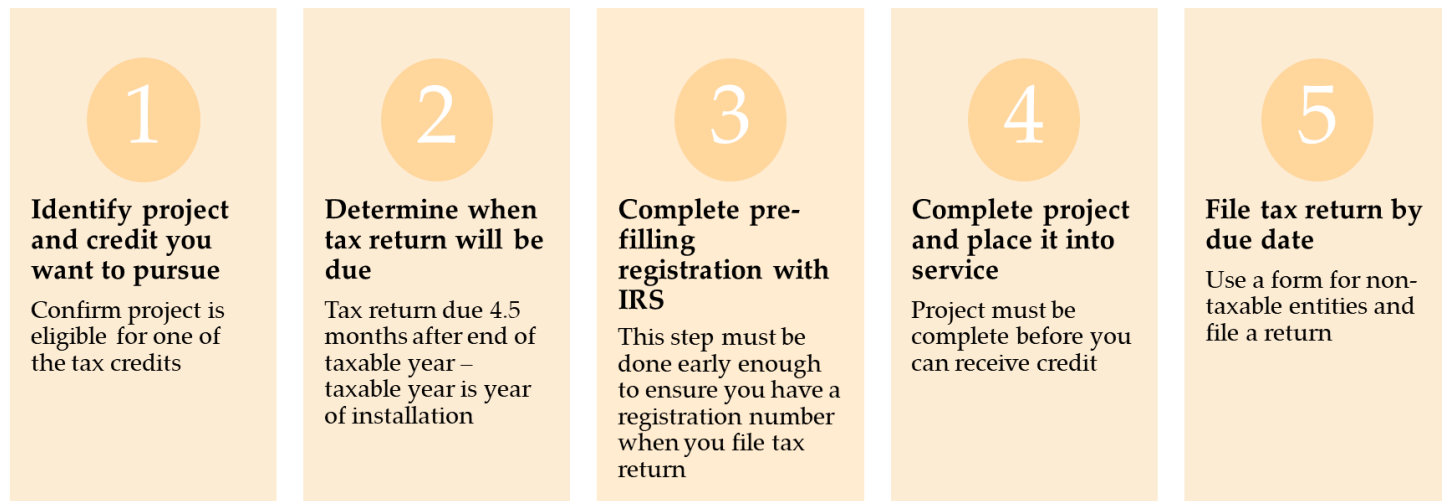 1
Identify project
and credit you
want to pursue
Confirm project is
eligible for one of
the tax credits
2
Determine when
tax return will be
due
Tax return due 4.5
months after end of
taxable year –
taxable year is year
of installation
3
Complete pre-
filling
registration with
IRS
This step must be
done early enough
to ensure you have a
registration number
when you file tax
return
4
Complete project
and place it into
service
Project must be
complete before you
can receive credit
5
File tax return by
due date
Use a form for non-
taxable entities and
file a return